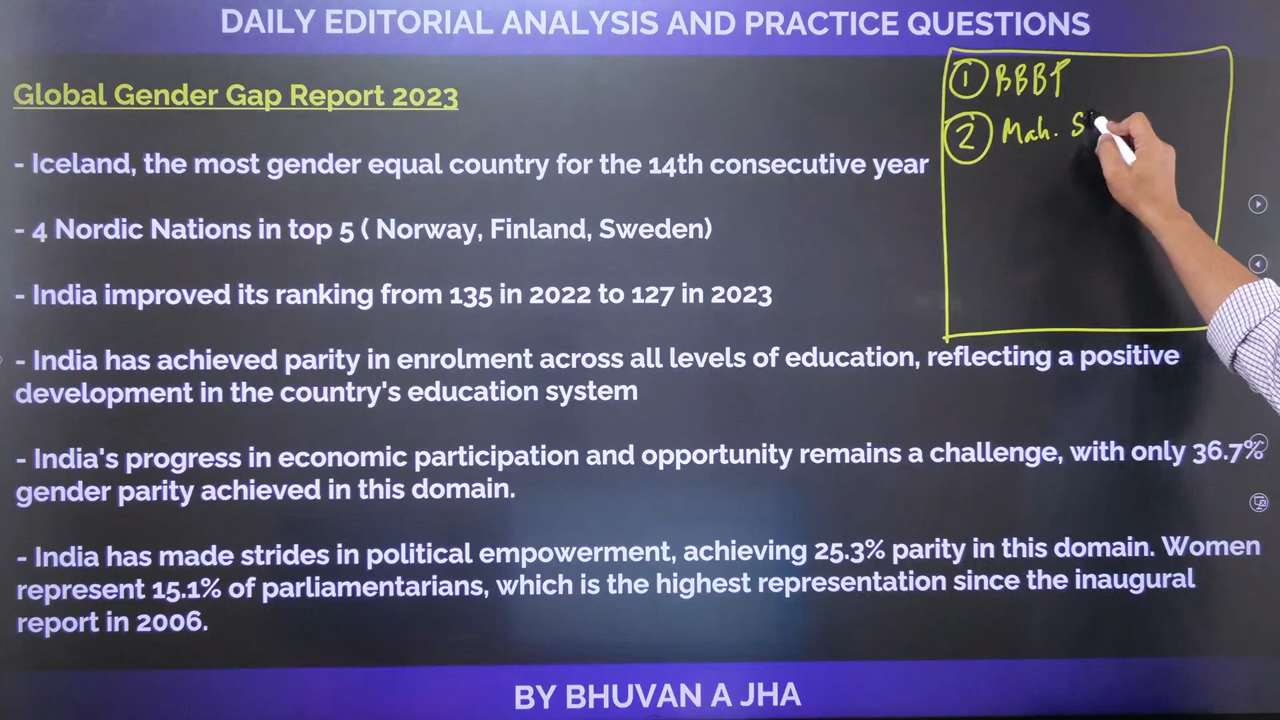 DAILY EDITORIAL ANALYSIS AND PRACTICE QUESTIONS
Global Gender Gap Report 2023
- Iceland, the most gender equal country for the 14th consecutive year
- 4 Nordic Nations in top 5 ( Norway, Finland, Sweden)
- India improved its ranking from 135 in 2022 to 127 in 2023
- India has achieved parity in enrolment across all levels of education, reflecting a positive
development in the country's education system
- India's progress in economic participation and opportunity remains a challenge, with only 36.7%
gender parity achieved in this domain.
- India has made strides in political empowerment, achieving 25.3% parity in this domain. Women
represent 15.1% of parliamentarians, which is the highest representation since the inaugural
report in 2006.
1 BBBP
2 Mah. S
BY BHUVAN A JHA